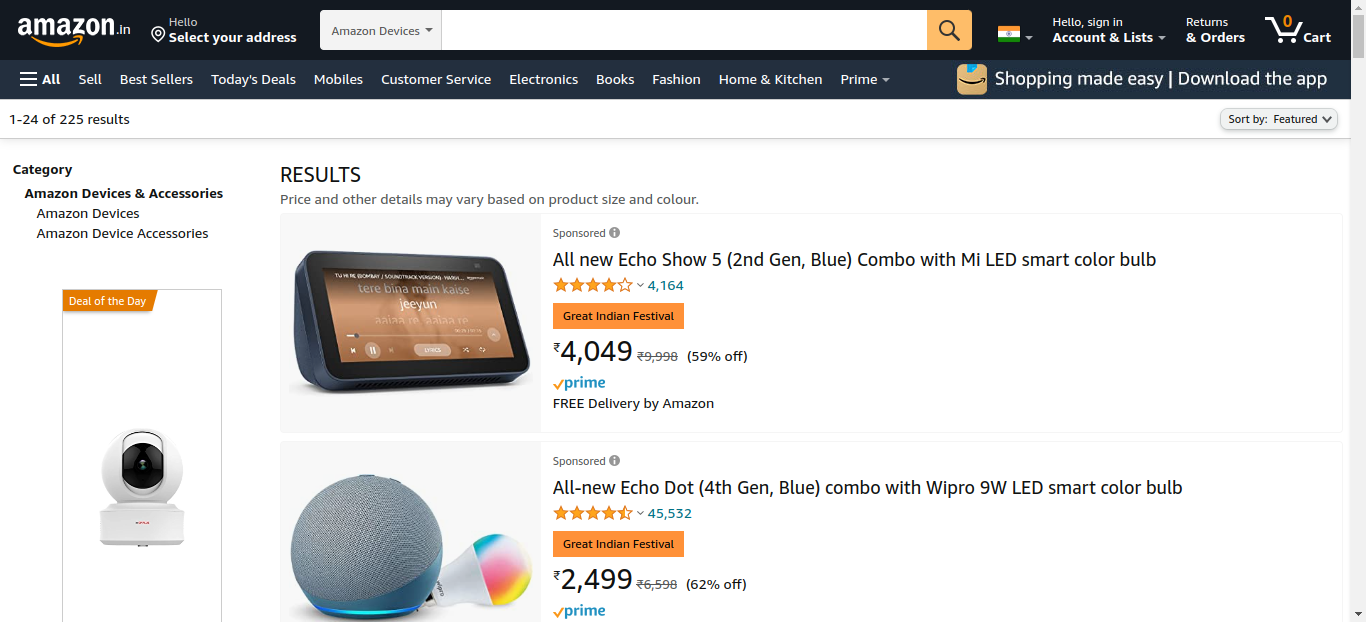 amazon.in
Hello
Select your address
Amazon Devices
Hello, sign in
Account & Lists
Returns
& Orders
0
Cart
All
Sell
Best Sellers
Today's Deals
Mobiles
Customer Service
Electronics
Books
Fashion
Home & Kitchen
Prime
Shopping made easy | Download the app
1-24 of 225 results
Sort by: Featured
Category
Amazon Devices & Accessories
Amazon Devices
Amazon Device Accessories
Deal of the Day
RESULTS
Price and other details may vary based on product size and colour.
tere bina main kaise
jeeyun
LYRICS
Sponsored
All new Echo Show 5 (2nd Gen, Blue) Combo with Mi LED smart color bulb
4,164
Great Indian Festival
₹4,049 ₹9,998 (59% off)
prime
FREE Delivery by Amazon
wipro
Sponsored
All-new Echo Dot (4th Gen, Blue) combo with Wipro 9W LED smart color bulb
45,532
Great Indian Festival
₹2,499 ₹6,598 (62% off)
prime